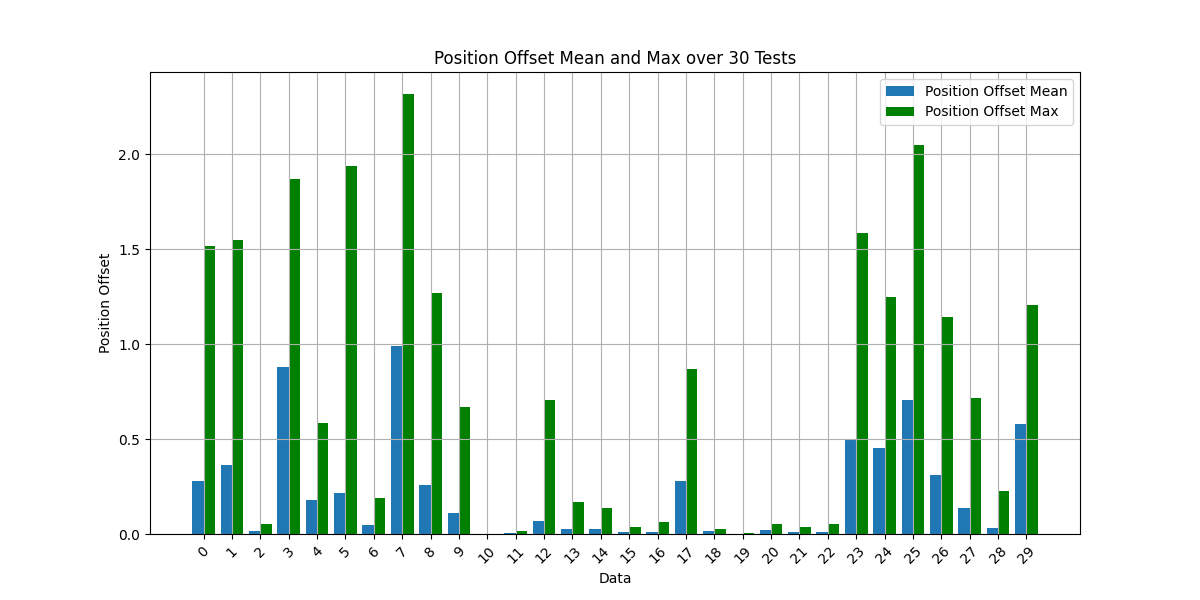 Position Offset Mean and Max over 30 Tests
Position Offset Mean
Position Offset Max
Position Offset
2.0
1.5
1.0
0.5
0.0
0 1 2 3 4 5 6 7 8 9 10 11 12 13 14 15 16 17 18 19 20 21 22 23 24 25 26 27 28 29
Data